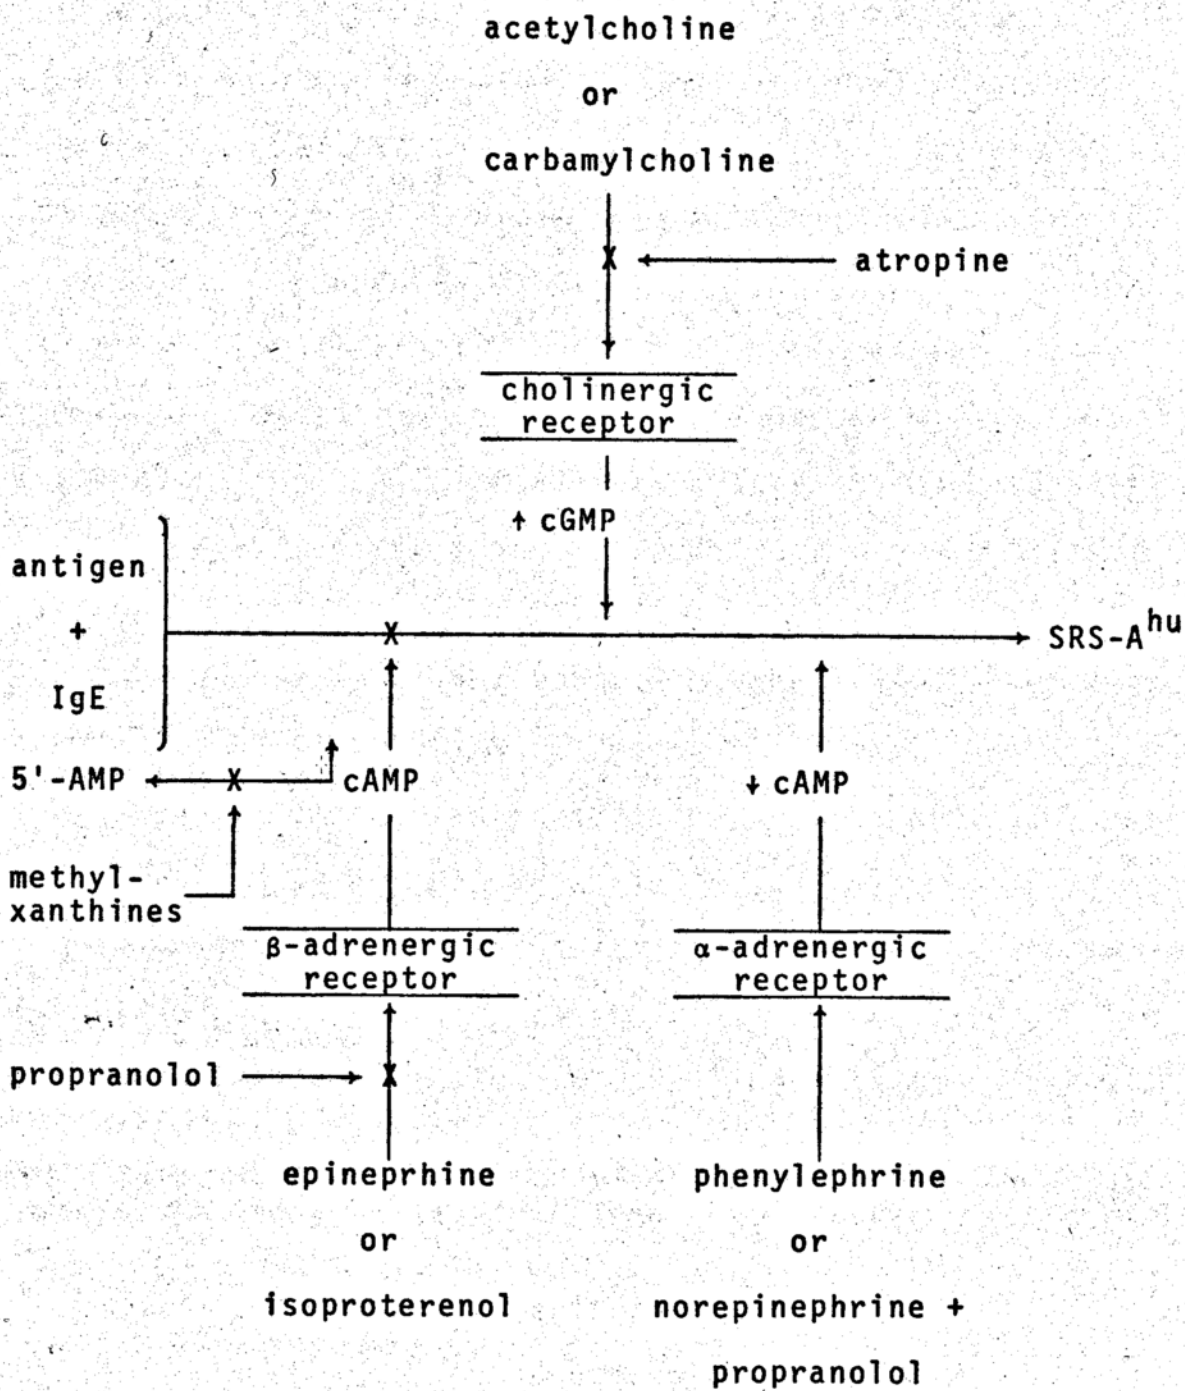 acetylcholine
or
carbamylcholine
X
atropine
cholinergic
receptor
↑ cGMP
antigen
+
IgE
X
SRS-A^hu
5'-AMP
X
cAMP
↓ cAMP
methyl-
xanthines
β-adrenergic
receptor
α-adrenergic
receptor
propranolol
X
epineprhine
or
isoproterenol
phenylephrine
or
norepinephrine +
propranolol